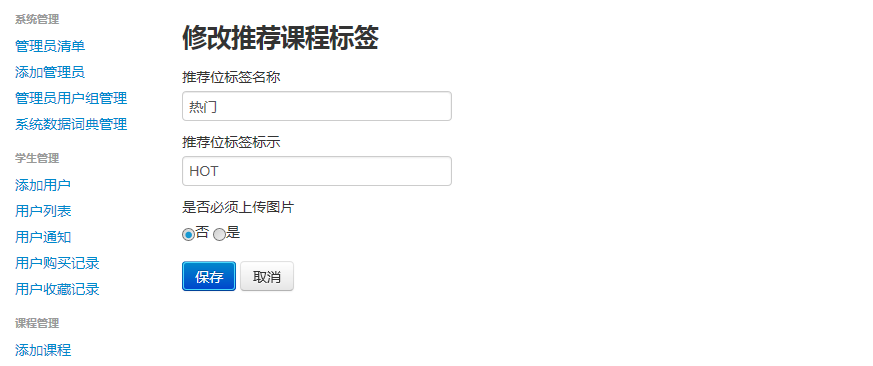 系统管理
管理员清单
添加管理员
管理员用户组管理
系统数据词典管理
学生管理
添加用户
用户列表
用户通知
用户购买记录
用户收藏记录
课程管理
添加课程
修改推荐课程标签
推荐位标签名称
热门
推荐位标签标示
HOT
是否必须上传图片
否 是
保存 取消